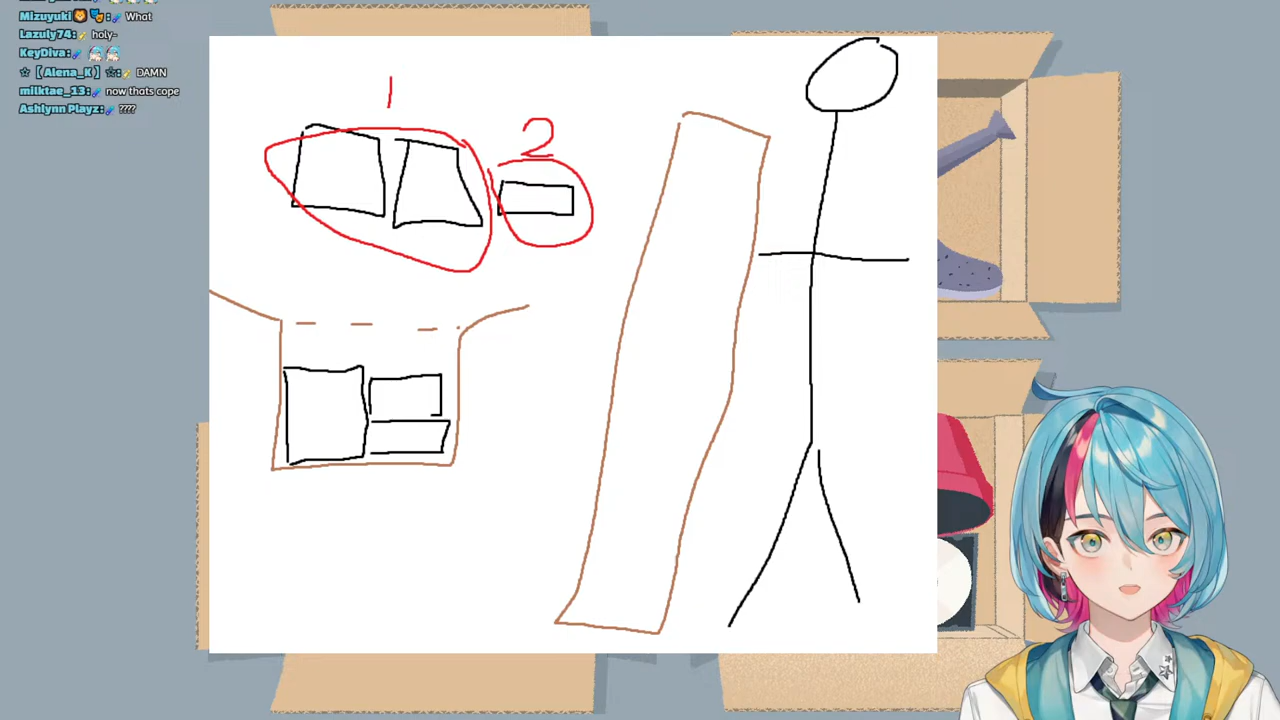 Mizuyuki: What
Lazuly74: holy-
KeyDiva:
☆【Alena_K】☆: DAMN
milktae_13: now thats cope
Ashlynn Playz: ????
1
2